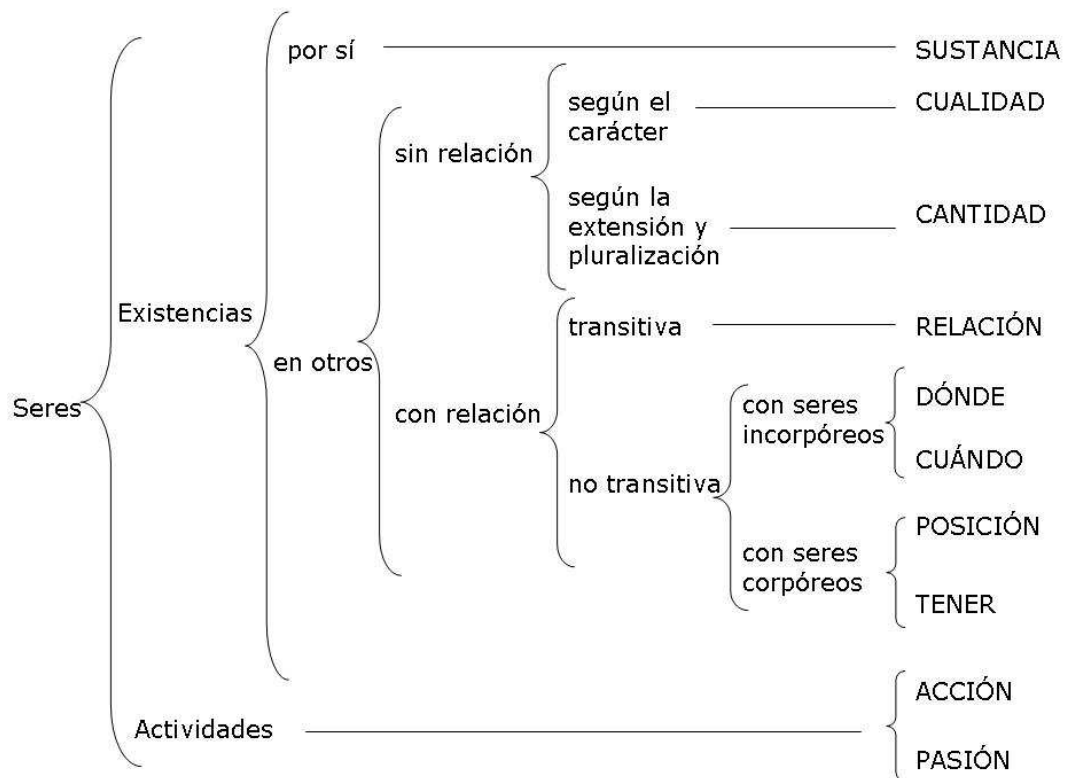 por sí
SUSTANCIA
según el
carácter
CUALIDAD
sin relación
según la
extensión y
pluralización
CANTIDAD
Existencias
transitiva
RELACIÓN
en otros
con relación
Seres
con seres
incorpóreos
DÓNDE
CUÁNDO
no transitiva
con seres
corpóreos
POSICIÓN
TENER
Actividades
ACCIÓN
PASIÓN